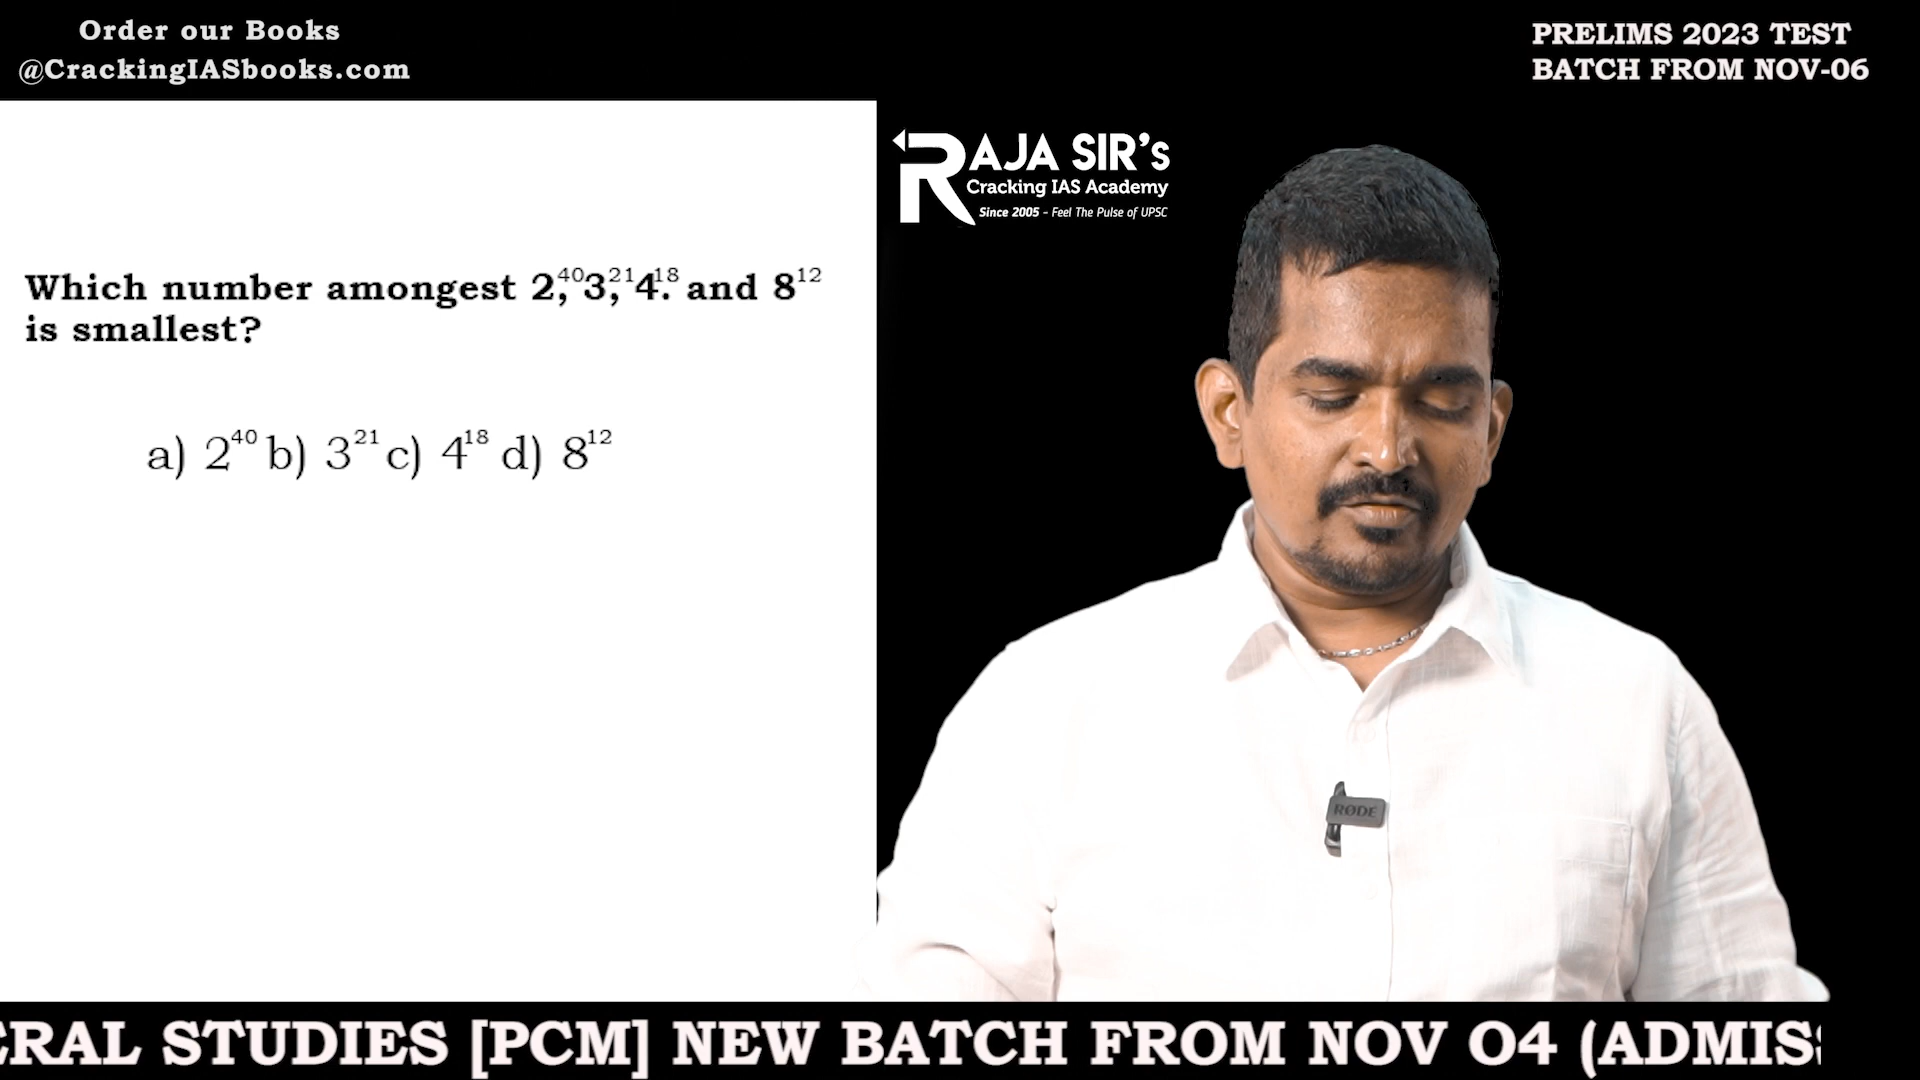 Order our Books
@CrackingIASbooks.com
PRELIMS 2023 TEST
BATCH FROM NOV-06
RAJA SIR's
Cracking IAS Academy
Since 2005 - Feel The Pulse of UPSC
Which number amongest 2,⁴⁰3,²¹4.¹⁸ and 8¹²
is smallest?
a) 2⁴⁰ b) 3²¹ c) 4¹⁸ d) 8¹²
RØDE
ERAL STUDIES [PCM] NEW BATCH FROM NOV O4 (ADMIS